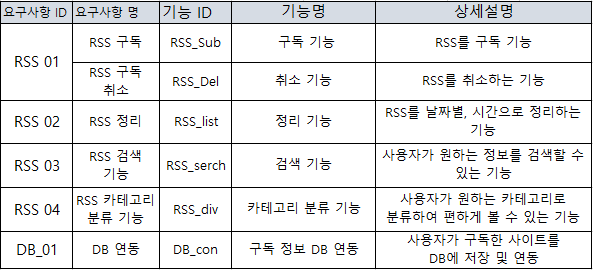 요구사항 ID 요구사항 명 기능 ID 기능명 상세설명
RSS 01 RSS 구독 RSS_Sub 구독 기능 RSS를 구독 기능
RSS 구독
취소 RSS_Del 취소 기능 RSS를 취소하는 기능
RSS 02 RSS 정리 RSS_list 정리 기능 RSS를 날짜별, 시간으로 정리하는
기능
RSS 03 RSS 검색
기능 RSS_serch 검색 기능 사용자가 원하는 정보를 검색할 수
있는 기능
RSS 04 RSS 카테고리
분류 기능 RSS_div 카테고리 분류 기능 사용자가 원하는 카테고리로
분류하여 편하게 볼 수 있는 기능
DB_01 DB 연동 DB_con 구독 정보 DB 연동 사용자가 구독한 사이트를
DB에 저장 및 연동